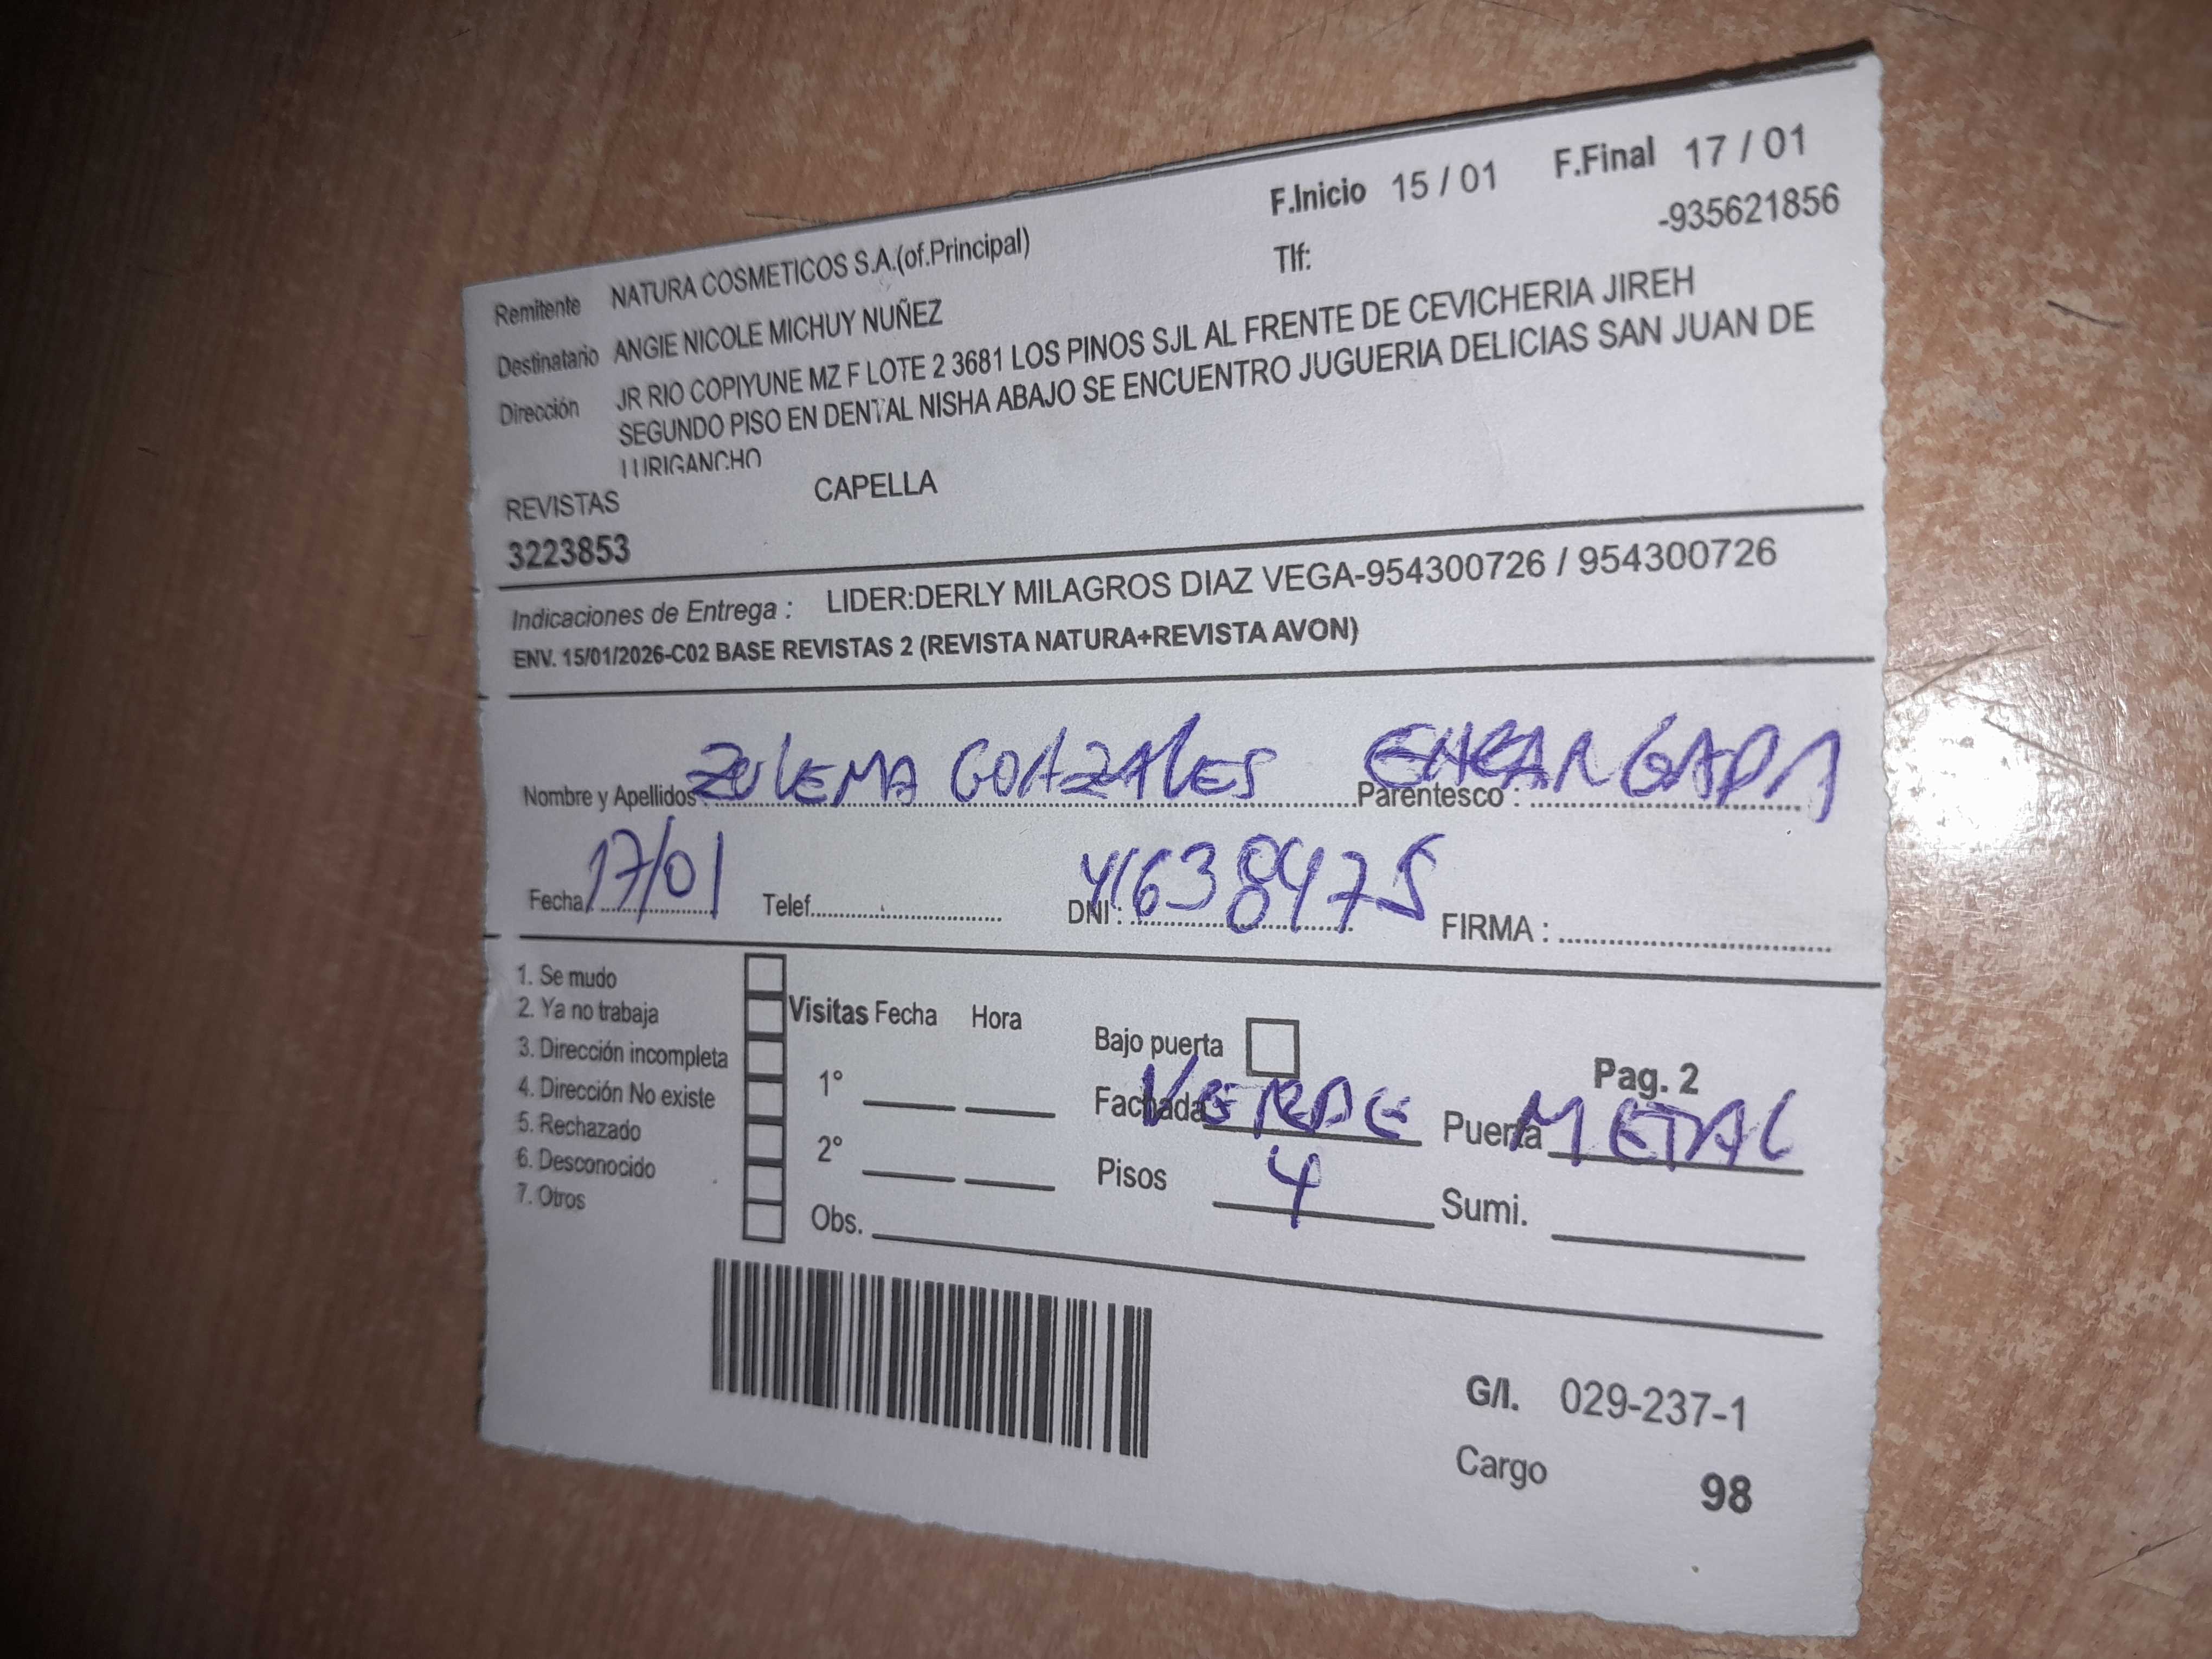 F.Inicio 15 / 01 F.Final 17 / 01
Remitente NATURA COSMETICOS S.A.(of.Principal) Tlf: -935621856
Destinatario ANGIE NICOLE MICHUY NUÑEZ
Dirección JR RIO COPIYUNE MZ F LOTE 2 3681 LOS PINOS SJL AL FRENTE DE CEVICHERIA JIREH
SEGUNDO PISO EN DENTAL NISHA ABAJO SE ENCUENTRO JUGUERIA DELICIAS SAN JUAN DE
LURIGANCHO
REVISTAS CAPELLA
3223853
Indicaciones de Entrega : LIDER:DERLY MILAGROS DIAZ VEGA-954300726 / 954300726
ENV. 15/01/2026-C02 BASE REVISTAS 2 (REVISTA NATURA+REVISTA AVON)
Nombre y Apellidos: ZULEMA GONZALES Parentesco : ENCARGADA
Fecha 17/01 Telef. DNI : 41638475 FIRMA :
1. Se mudo
2. Ya no trabaja Visitas Fecha Hora
3. Dirección incompleta Bajo puerta Pag. 2
4. Dirección No existe 1° Fachada VERDE Puerta METAL
5. Rechazado 2°
6. Desconocido Pisos 4 Sumi.
7. Otros Obs.
G/I. 029-237-1
Cargo 98